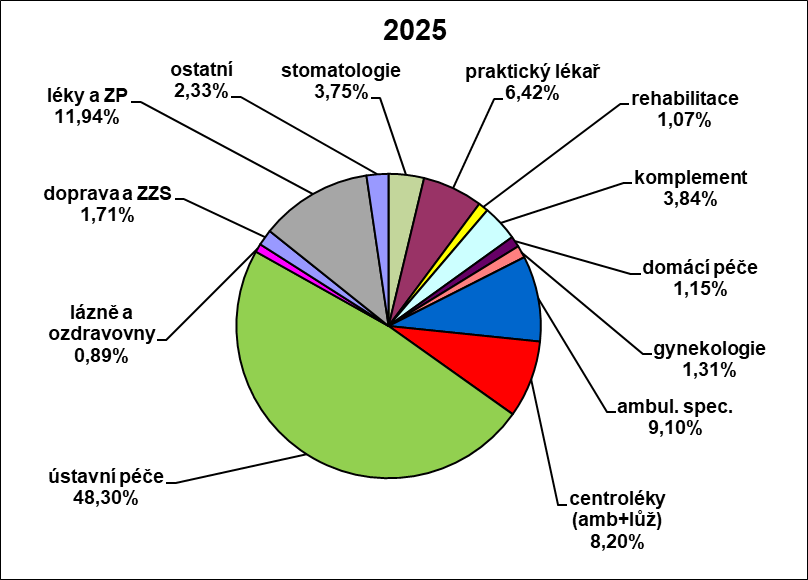 2025
ostatní
2,33%
stomatologie
3,75%
praktický lékař
6,42%
rehabilitace
1,07%
komplement
3,84%
domácí péče
1,15%
gynekologie
1,31%
ambul. spec.
9,10%
centroléky
(amb+lůž)
8,20%
ústavní péče
48,30%
lázně a
ozdravovny
0,89%
doprava a ZZS
1,71%
léky a ZP
11,94%